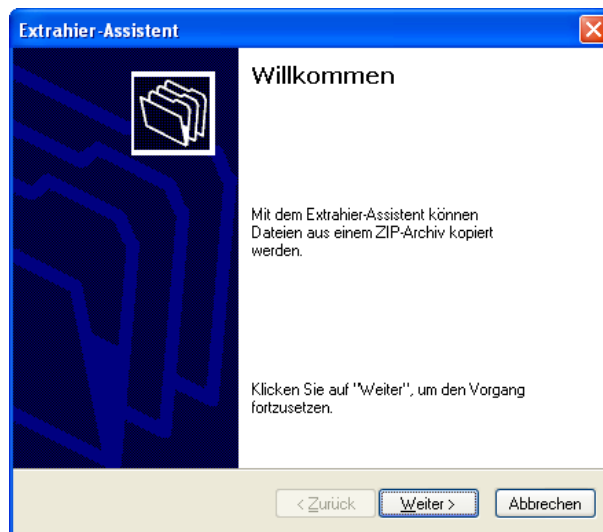 Extrahier-Assistent
Willkommen
Mit dem Extrahier-Assistent können
Dateien aus einem ZIP-Archiv kopiert
werden.
Klicken Sie auf "Weiter", um den Vorgang
fortzusetzen.
< Zurück Weiter > Abbrechen